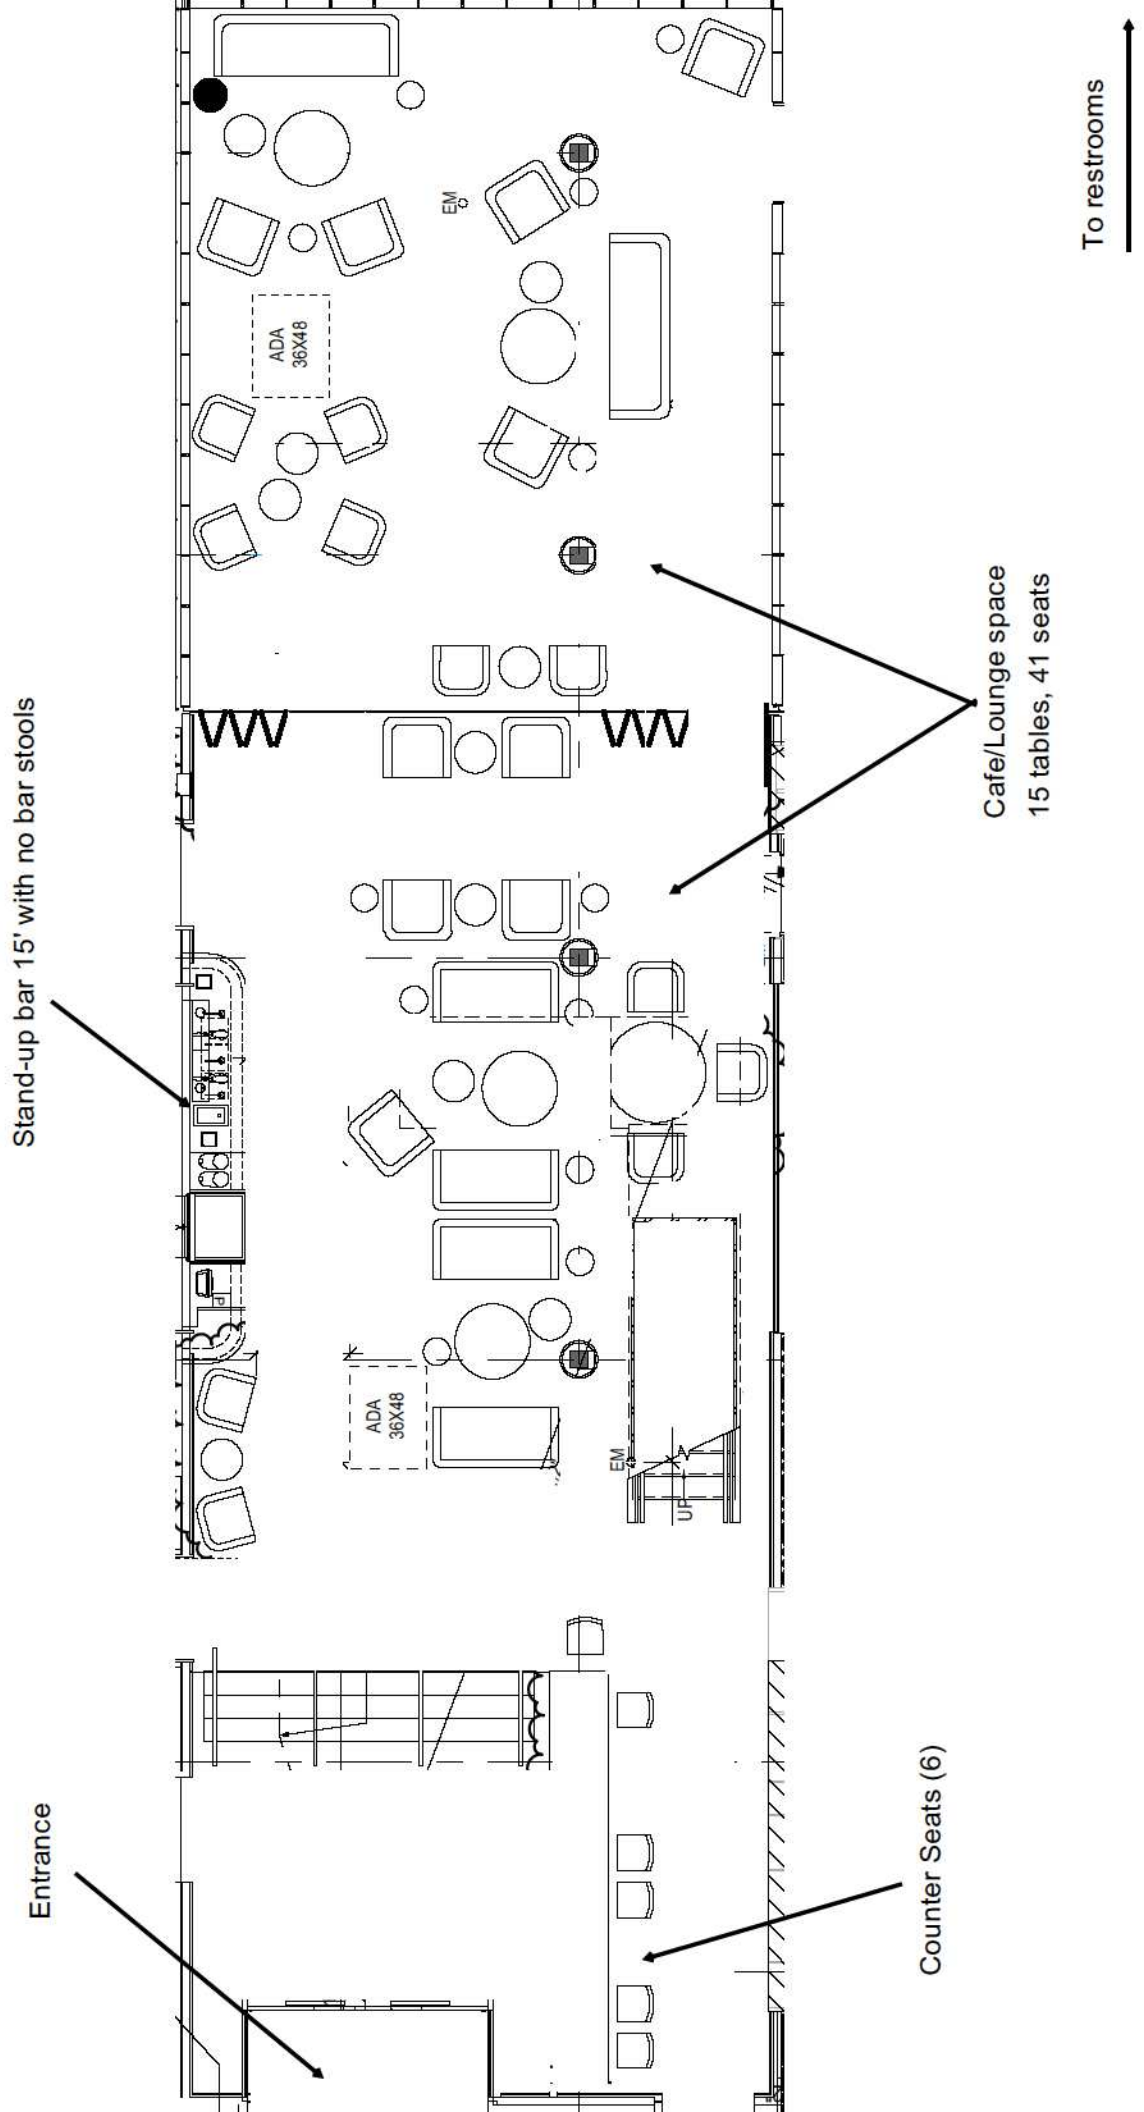 To restrooms
EM
ADA
36X48
Stand-up bar 15' with no bar stools
Cafe/Lounge space
15 tables, 41 seats
P
ADA
36X48
EM
UP
Entrance
Counter Seats (6)